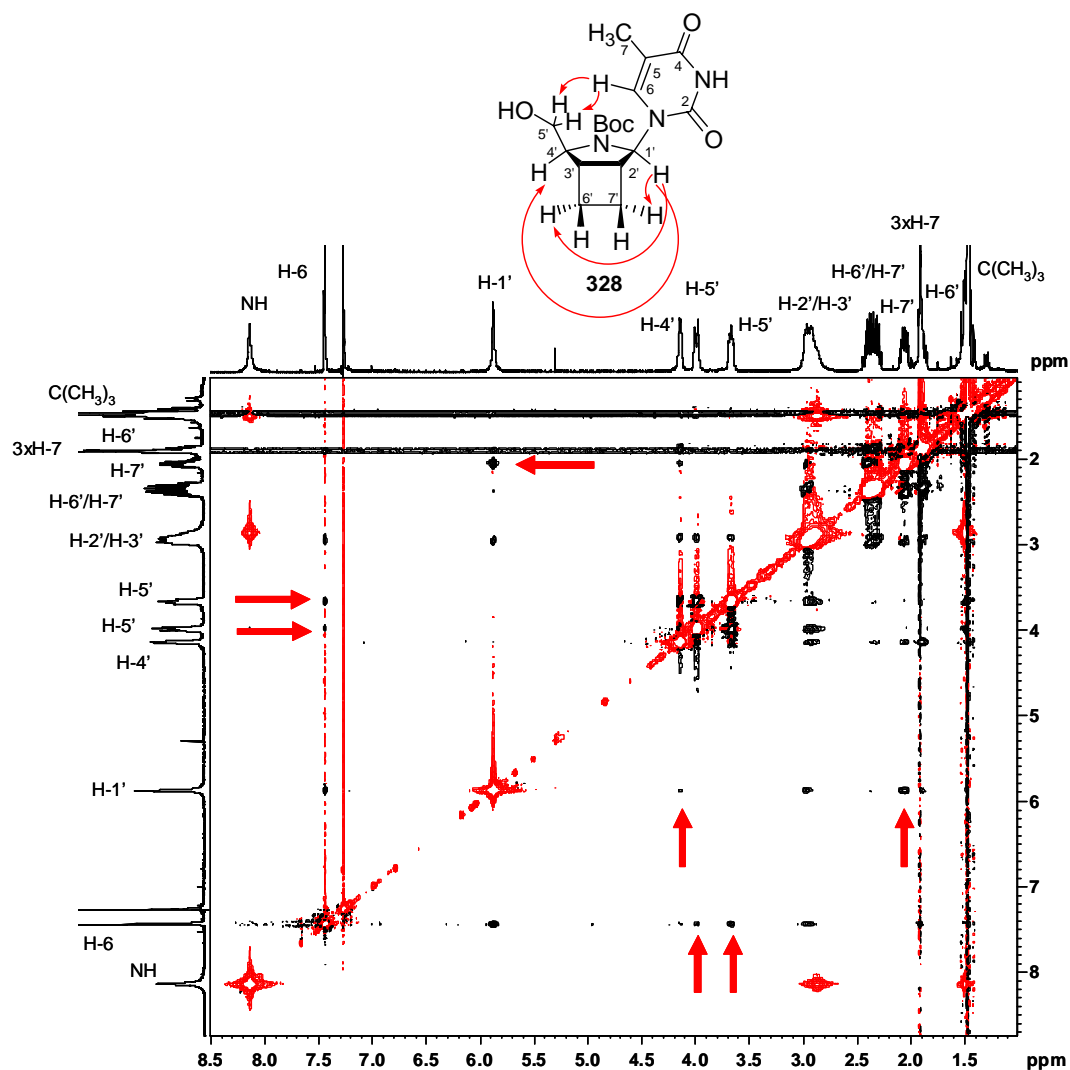 H₃C
O
7
4
5
NH
H
6
2
H
HO
H
N
O
5'
Boc
N
4'
1'
H
3'
2'
H
6'
7'
H
H
H
H
328
3xH-7
H-6
H-1'
H-6'/H-7'
C(CH₃)₃
NH
H-5'
H-2'/H-3'
H-7'
H-6'
H-4'
H-5'
ppm
C(CH₃)₃
H-6'
3xH-7
H-7'
H-6'/H-7'
H-2'/H-3'
H-5'
H-5'
H-4'
H-1'
H-6
NH
2
3
4
5
6
7
8
8.5 8.0 7.5 7.0 6.5 6.0 5.5 5.0 4.5 4.0 3.5 3.0 2.5 2.0 1.5 ppm